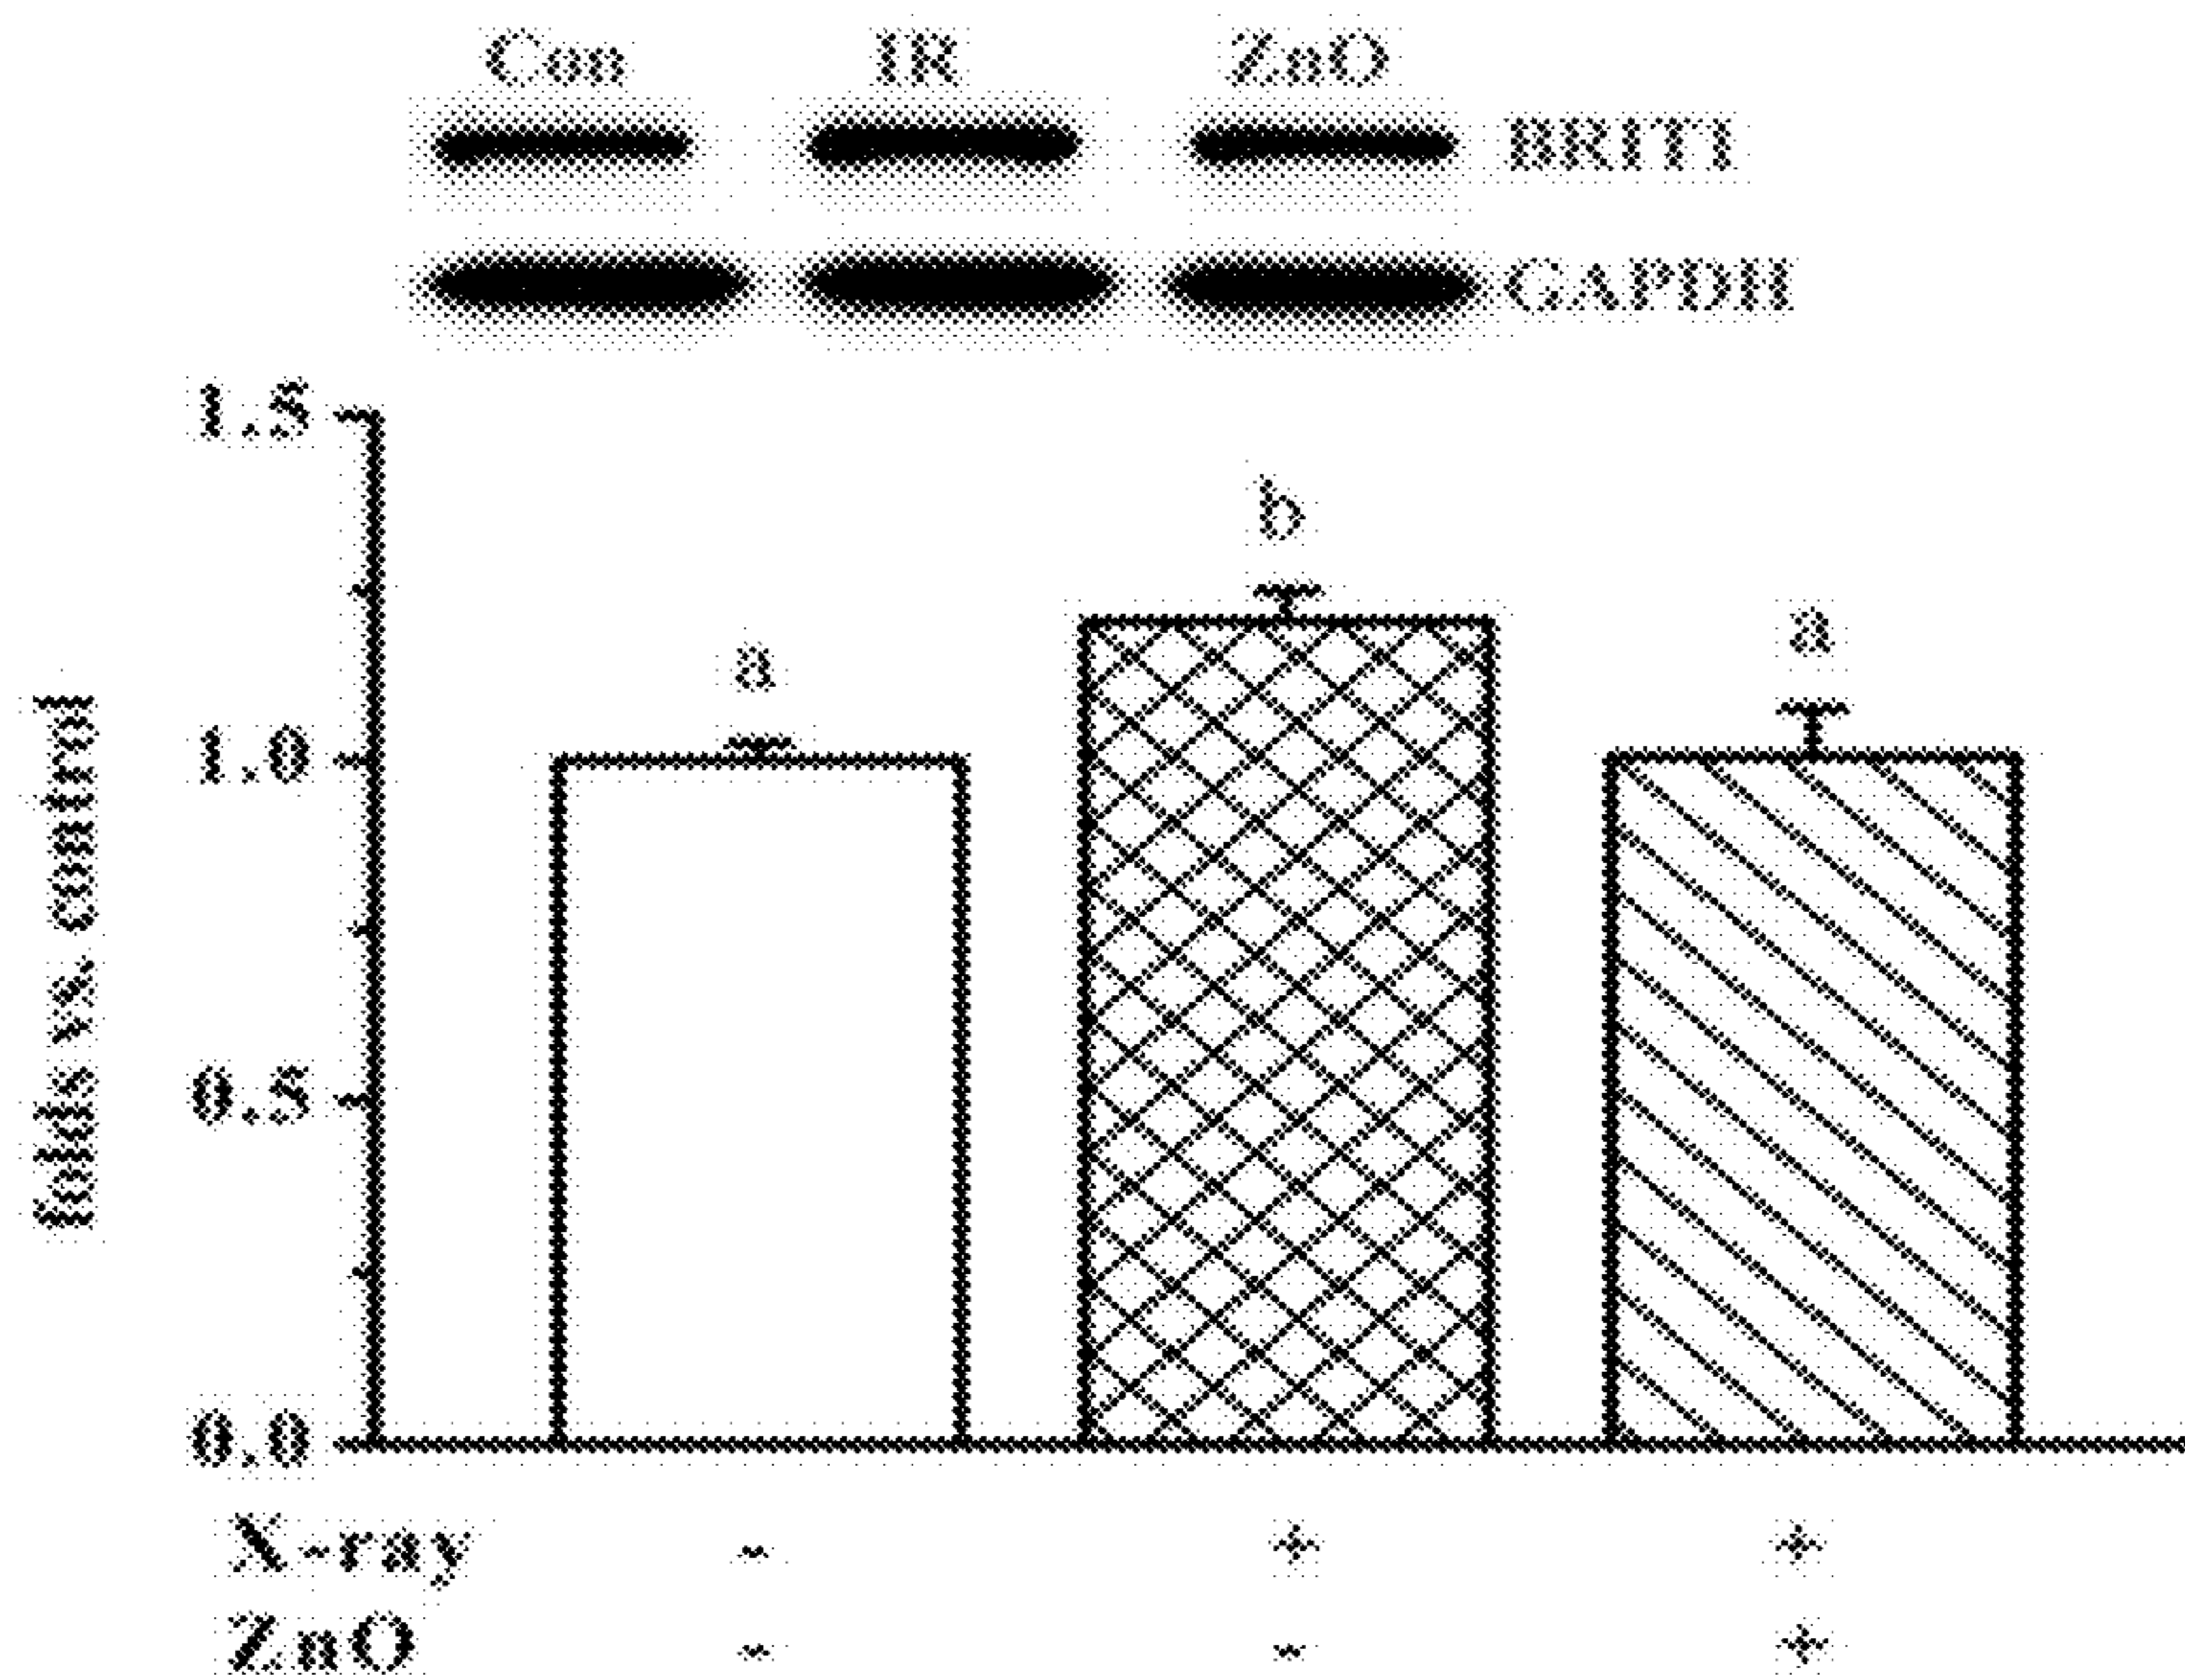 Con IR ZnO
BRIT1
GAPDH
1.5
1.0
0.5
0.0
folds vs. control
a
b
a
X-ray - + +
ZnO - - +